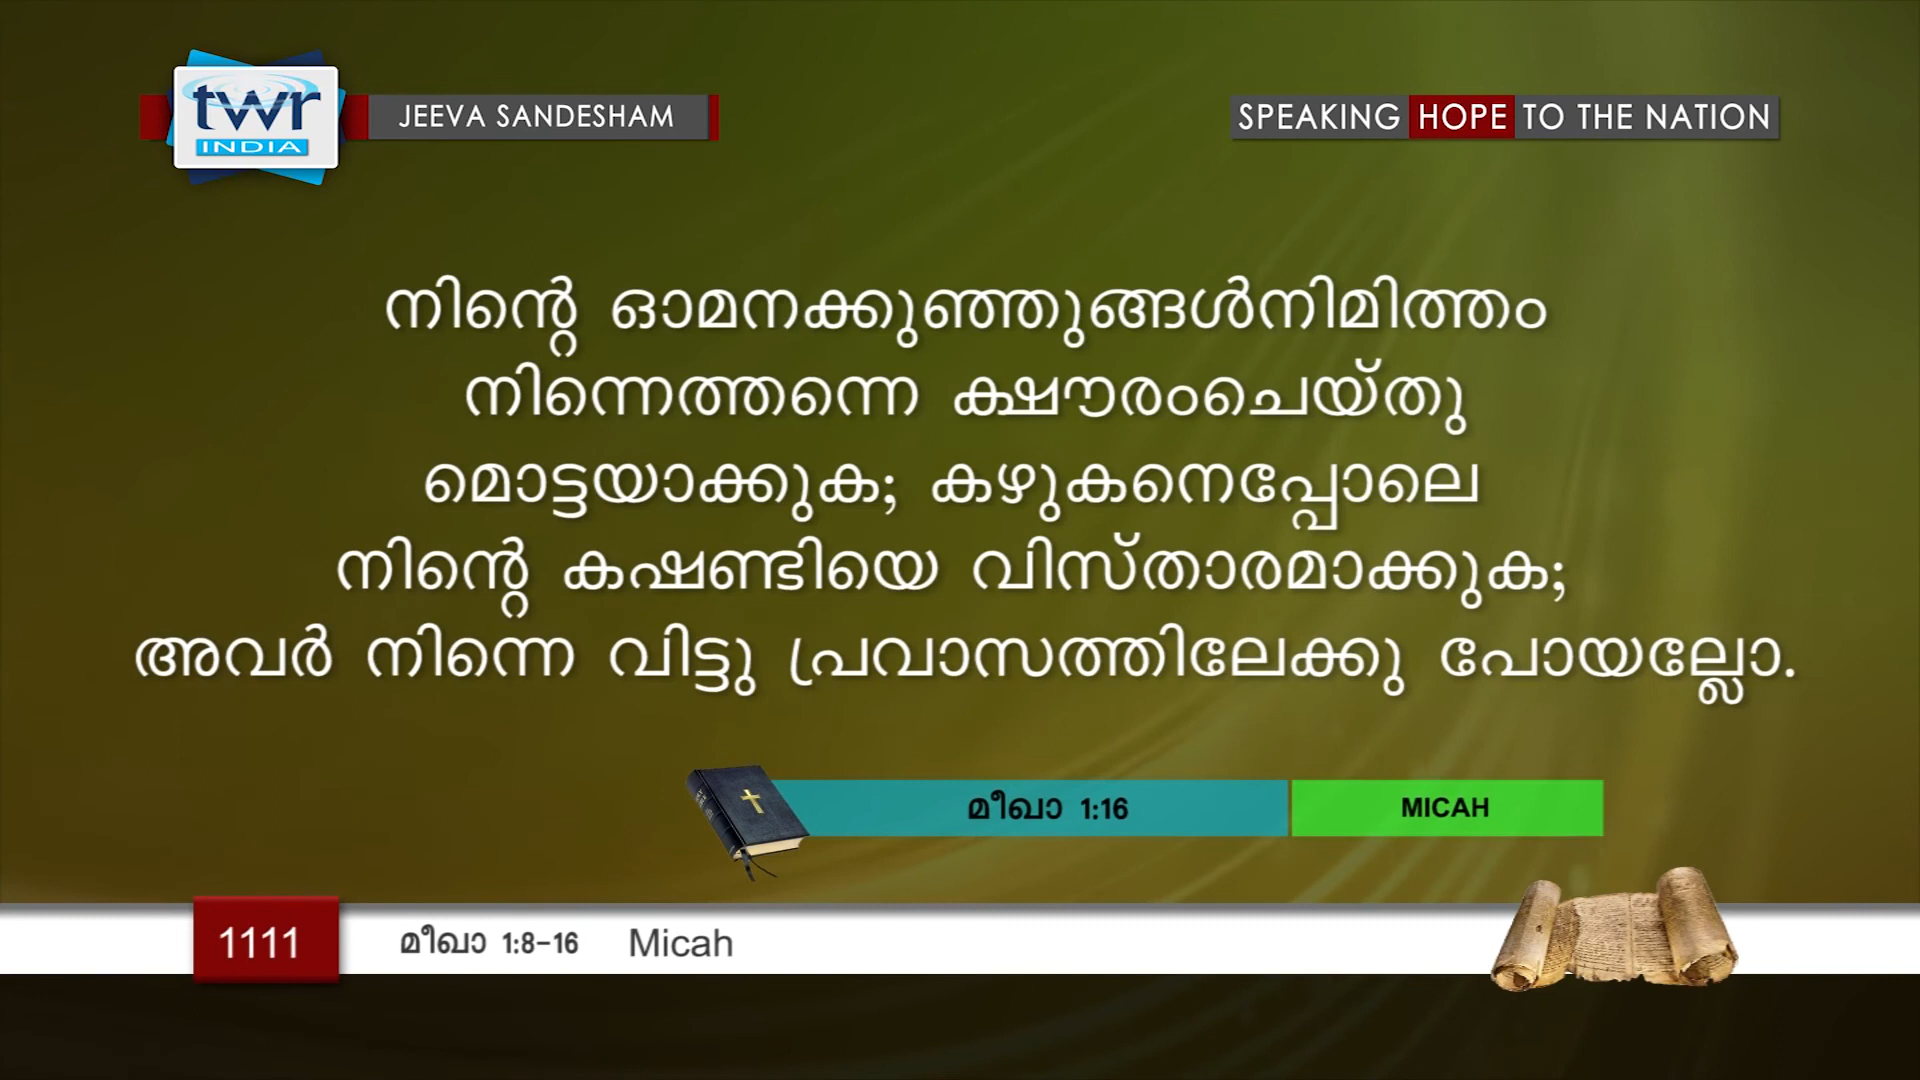 twr
INDIA
JEEVA SANDESHAM
SPEAKING HOPE TO THE NATION
നിന്റെ ഓമനക്കുഞ്ഞുങ്ങൾനിമിത്തം
നിന്നെത്തന്നെ ക്ഷൗരംചെയ്തു
മൊട്ടയാക്കുക; കഴുകനെപ്പോലെ
നിന്റെ കഷണ്ടിയെ വിസ്താരമാക്കുക;
അവർ നിന്നെ വിട്ടു പ്രവാസത്തിലേക്കു പോയല്ലോ.
മീഖാ 1:16
MICAH
1111
മീഖാ 1:8-16 Micah